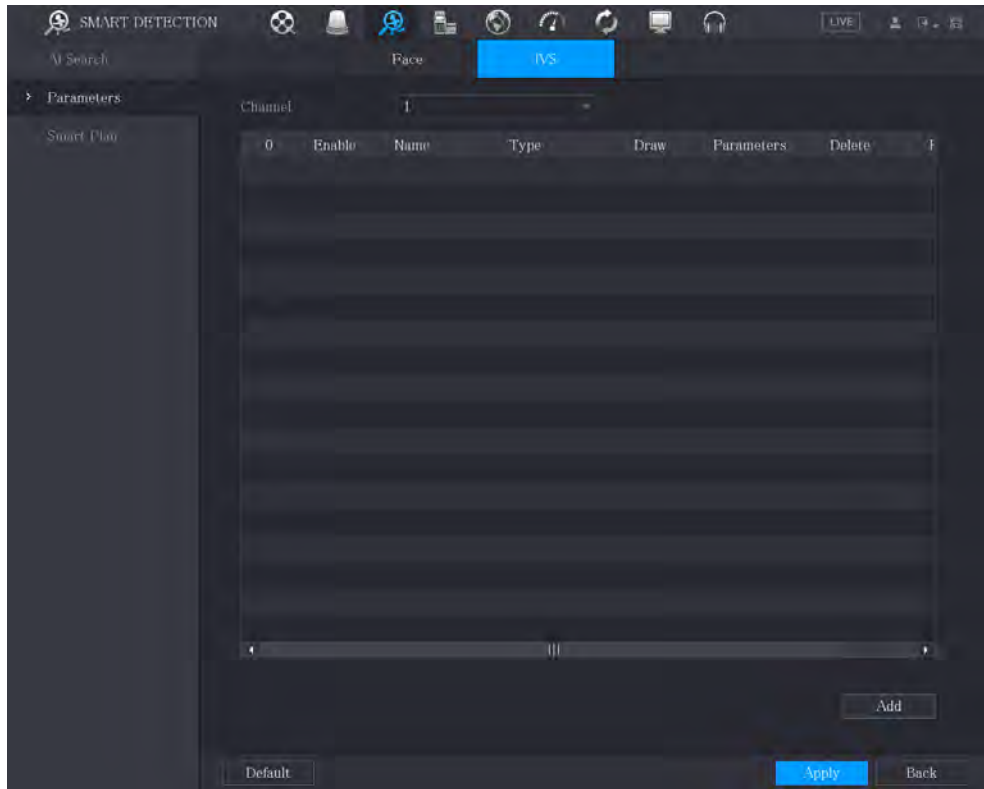 SMART DETECTION LIVE
AI Search Face IVS
Parameters
Channel 1
Smart Plan
0 Enable Name Type Draw Parameters Delete
Add
Default Apply Back